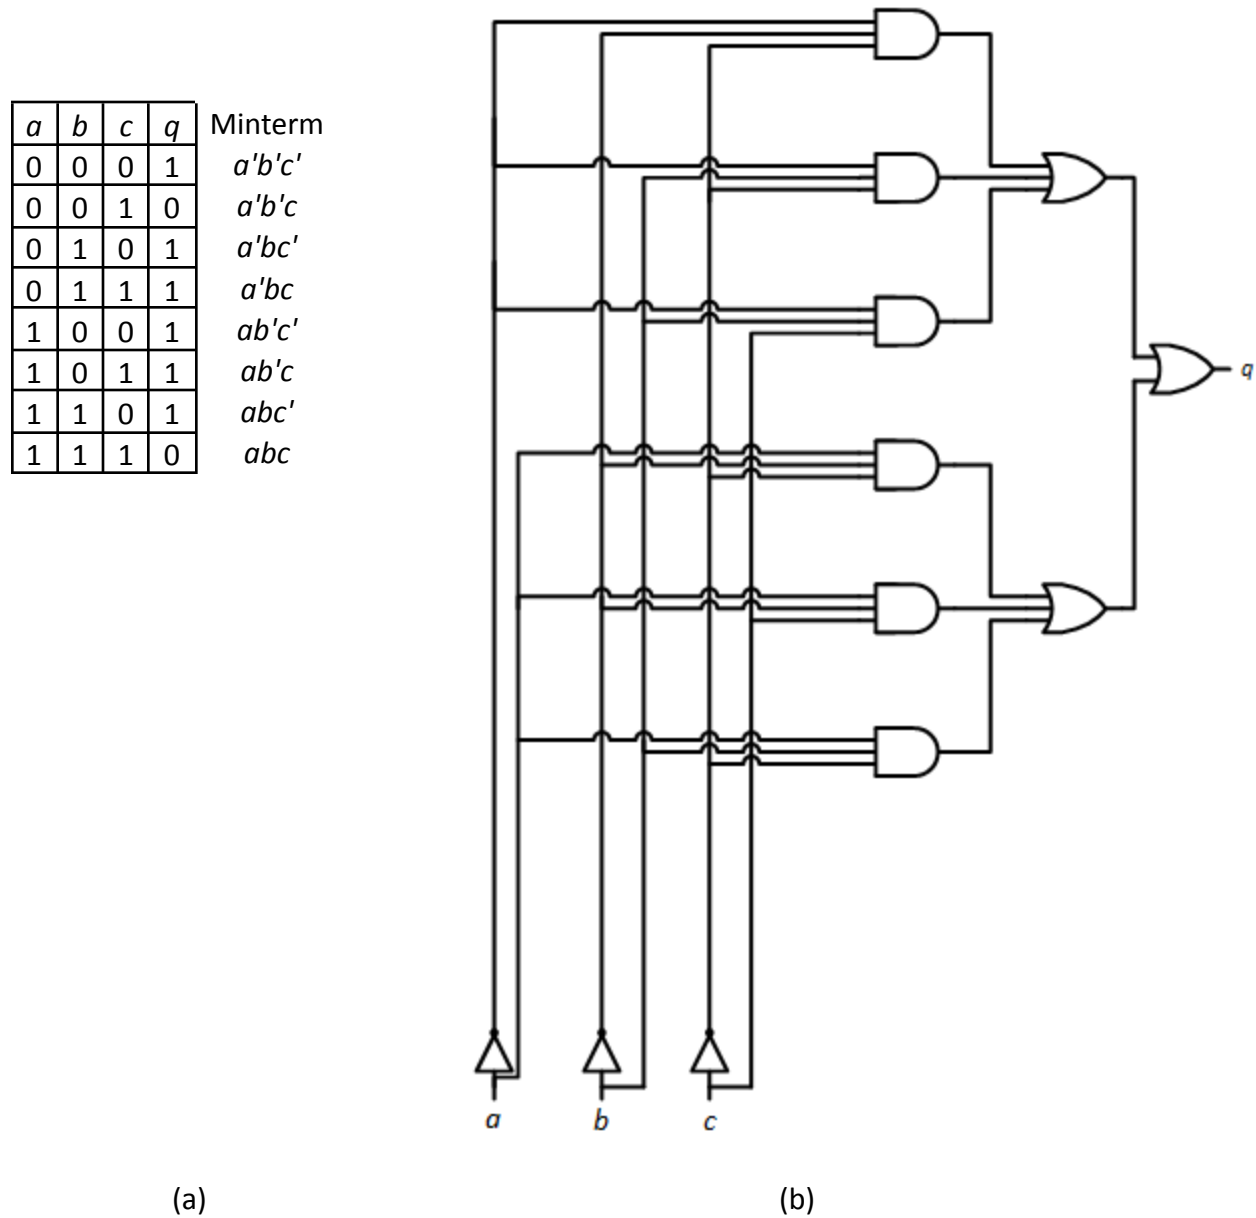 a b c q Minterm
0 0 0 1 a'b'c'
0 0 1 0 a'b'c
0 1 0 1 a'bc'
0 1 1 1 a'bc
1 0 0 1 ab'c'
1 0 1 1 ab'c
1 1 0 1 abc'
1 1 1 0 abc
q
a b c
(a) (b)